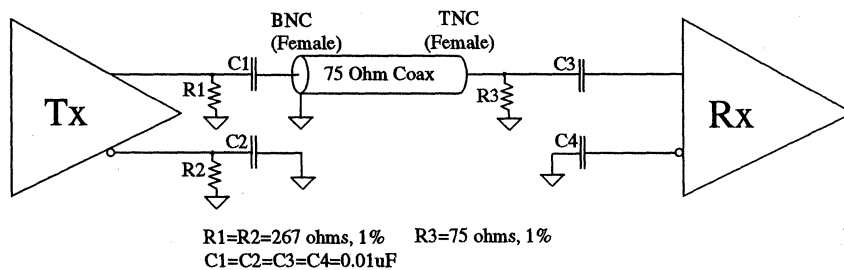 BNC
(Female)
TNC
(Female)
C1
75 Ohm Coax
C3
R1
R3
Tx
Rx
C2
C4
R2
R1=R2=267 ohms, 1%
R3=75 ohms, 1%
C1=C2=C3=C4=0.01uF